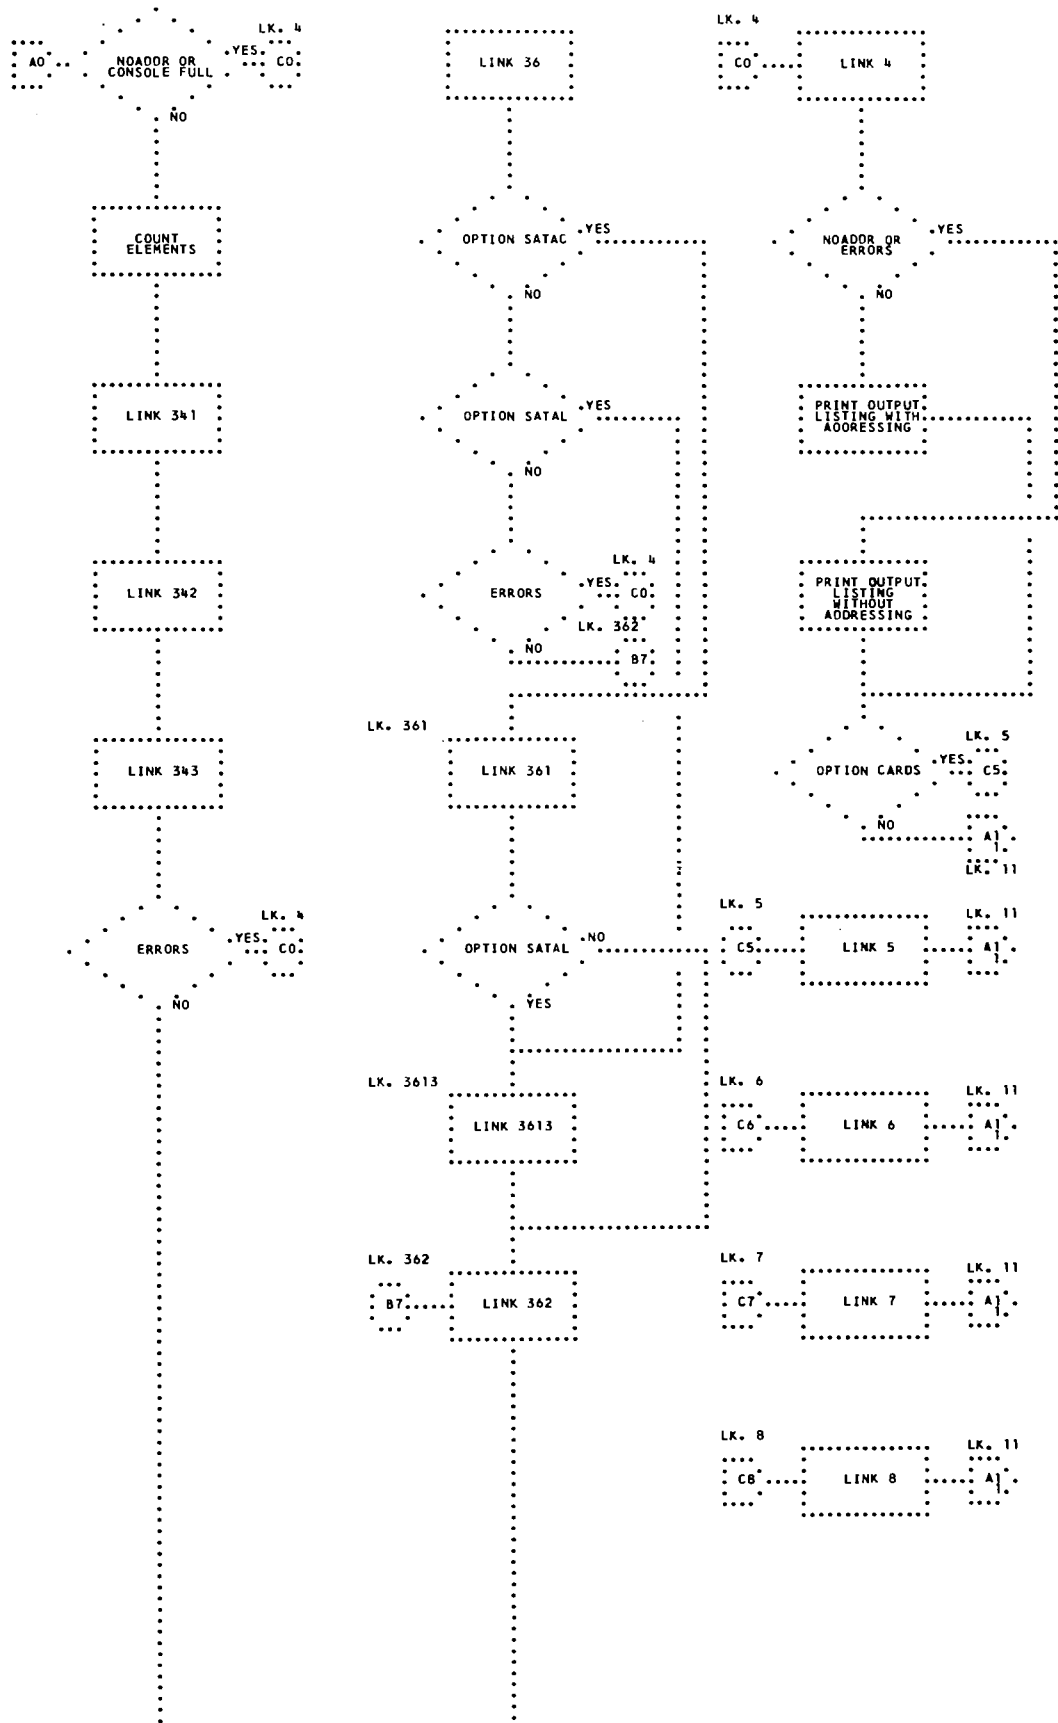 LK. 4
A0
NOADDR OR
CONSOLE FULL
YES
C0
NO
COUNT
ELEMENTS
LINK 341
LINK 342
LINK 343
LK. 4
ERRORS
YES
C0
NO
LINK 36
OPTION SATAC
YES
NO
OPTION SATAL
YES
NO
LK. 4
ERRORS
YES
C0
LK. 362
NO
B7
LK. 361
LINK 361
OPTION SATAL
NO
YES
LK. 3613
LINK 3613
LK. 362
B7
LINK 362
LK. 4
C0
LINK 4
NOADDR OR
ERRORS
YES
NO
PRINT OUTPUT
LISTING WITH
ADDRESSING
PRINT OUTPUT
LISTING
WITHOUT
ADDRESSING
LK. 5
OPTION CARDS
YES
C5
NO
A1
1
LK. 11
LK. 5
LK. 11
C5
LINK 5
A1
1
LK. 6
LK. 11
C6
LINK 6
A1
1
LK. 7
LK. 11
C7
LINK 7
A1
1
LK. 8
LK. 11
C8
LINK 8
A1
1